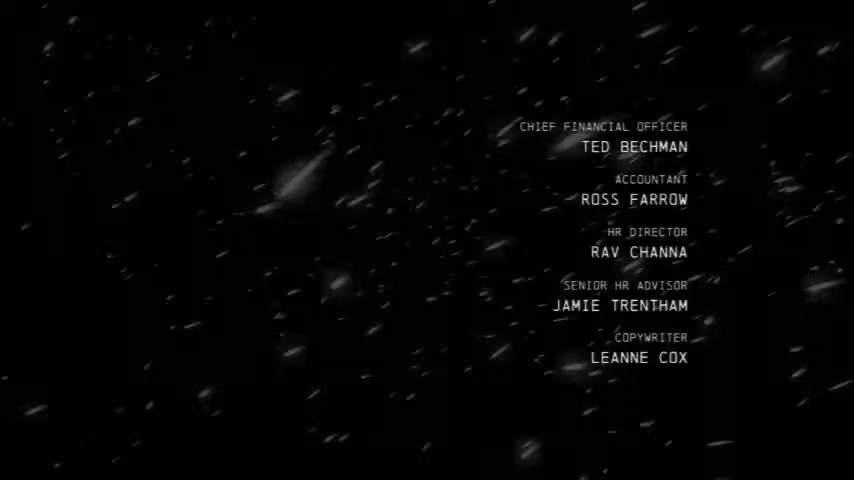 CHIEF FINANCIAL OFFICER
TED BECHMAN
ACCOUNTANT
ROSS FARROW
HR DIRECTOR
RAV CHANNA
SENIOR HR ADVISOR
JAMIE TRENTHAM
COPYWRITER
LEANNE COX